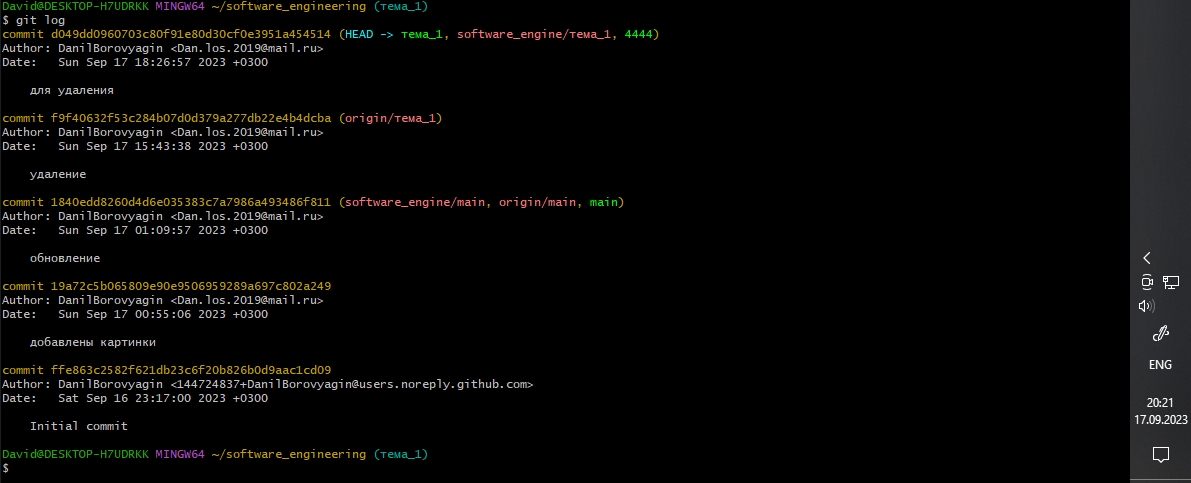 David@DESKTOP-H7UDRKK MINGW64 ~/software_engineering (тема_1)
$ git log
commit d049dd0960703c80f91e80d30cf0e3951a454514 (HEAD -> тема_1, software_engine/тема_1, 4444)
Author: DanilBorovyagin <Dan.los.2019@mail.ru>
Date:   Sun Sep 17 18:26:57 2023 +0300
для удаления
commit f9f40632f53c284b07d0d379a277db22e4b4dcba (origin/тема_1)
Author: DanilBorovyagin <Dan.los.2019@mail.ru>
Date:   Sun Sep 17 15:43:38 2023 +0300
удаление
commit 1840edd8260d4d6e035383c7a7986a493486f811 (software_engine/main, origin/main, main)
Author: DanilBorovyagin <Dan.los.2019@mail.ru>
Date:   Sun Sep 17 01:09:57 2023 +0300
обновление
commit 19a72c5b065809e90e9506959289a697c802a249
Author: DanilBorovyagin <Dan.los.2019@mail.ru>
Date:   Sun Sep 17 00:55:06 2023 +0300
добавлены картинки
commit ffe863c2582f621db23c6f20b826b0d9aac1cd09
Author: DanilBorovyagin <144724837+DanilBorovyagin@users.noreply.github.com>
Date:   Sat Sep 16 23:17:00 2023 +0300
Initial commit
David@DESKTOP-H7UDRKK MINGW64 ~/software_engineering (тема_1)
$
ENG
20:21
17.09.2023